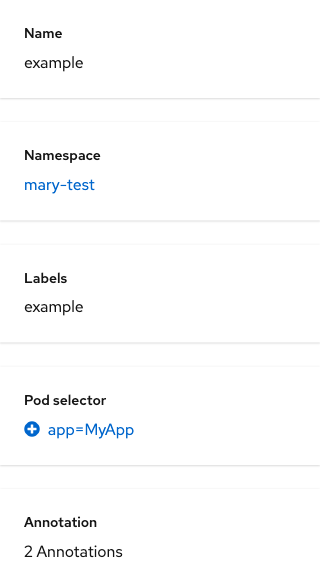 Name
example
Namespace
mary-test
Labels
example
Pod selector
app=MyApp
Annotation
2 Annotations